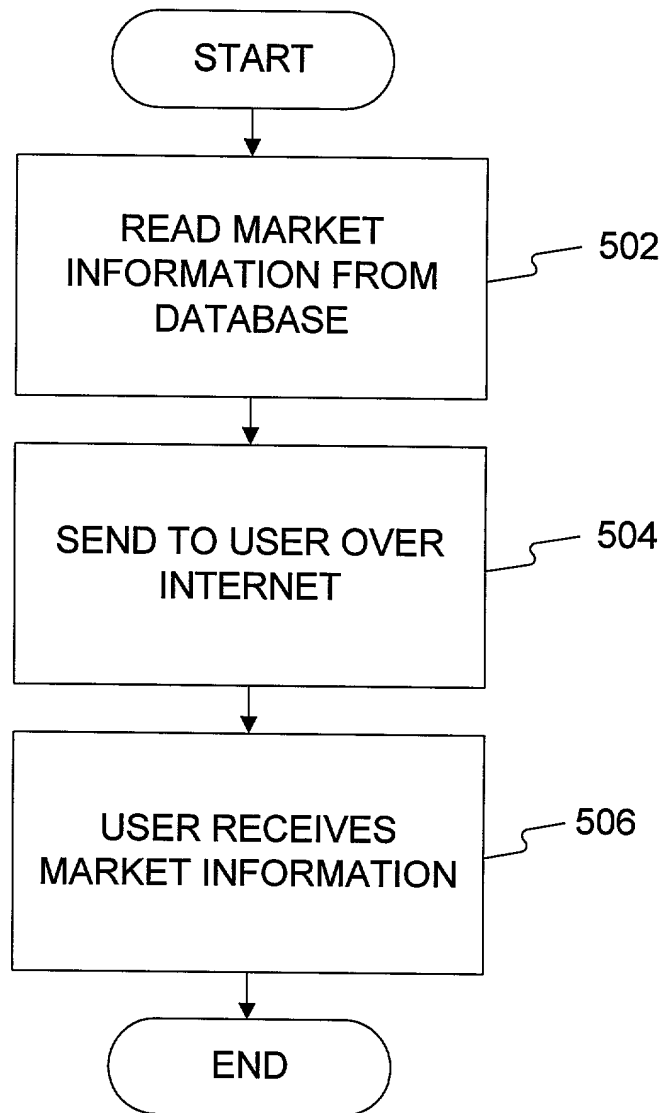 START
READ MARKET
INFORMATION FROM
DATABASE
502
SEND TO USER OVER
INTERNET
504
USER RECEIVES
MARKET INFORMATION
506
END